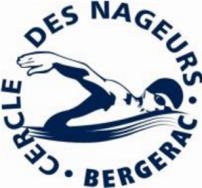 CERCLE DES NAGEURS • BERGERAC •